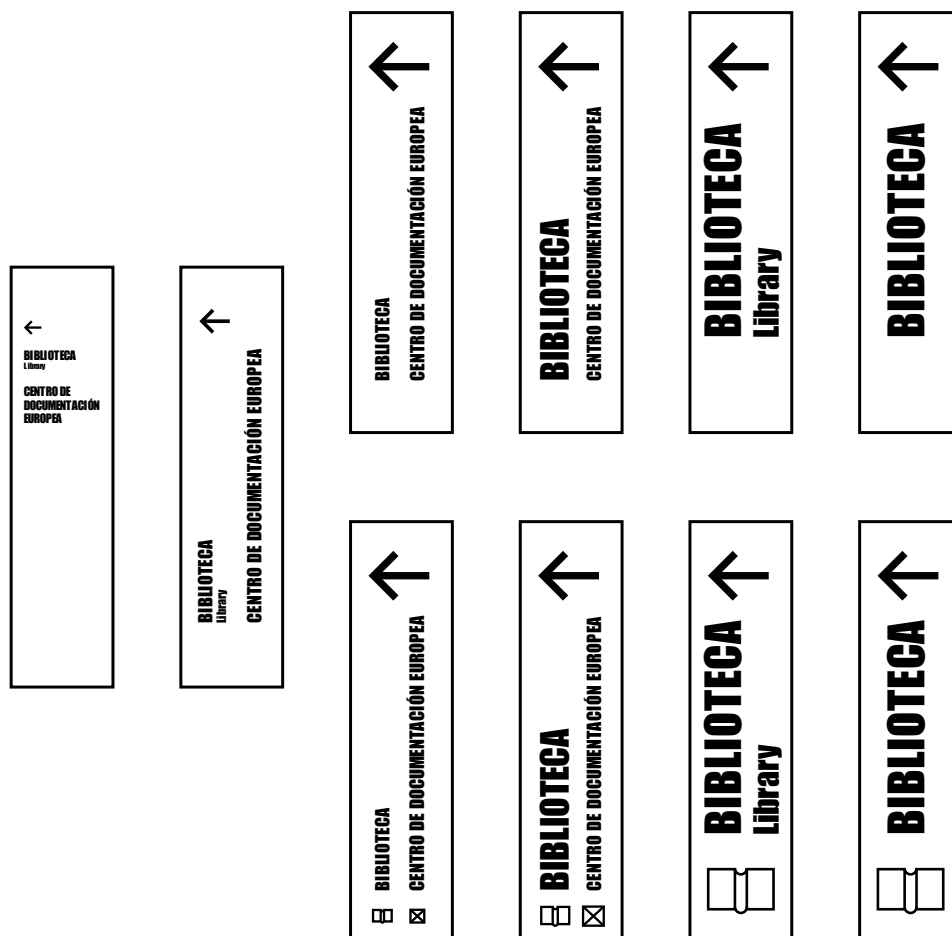 BIBLIOTECA
CENTRO DE DOCUMENTACIÓN EUROPEA
BIBLIOTECA
CENTRO DE DOCUMENTACIÓN EUROPEA
BIBLIOTECA
Library
BIBLIOTECA
BIBLIOTECA
Library
CENTRO DE
DOCUMENTACIÓN
EUROPEA
BIBLIOTECA
Library
CENTRO DE DOCUMENTACIÓN EUROPEA
BIBLIOTECA
CENTRO DE DOCUMENTACIÓN EUROPEA
BIBLIOTECA
CENTRO DE DOCUMENTACIÓN EUROPEA
BIBLIOTECA
Library
BIBLIOTECA